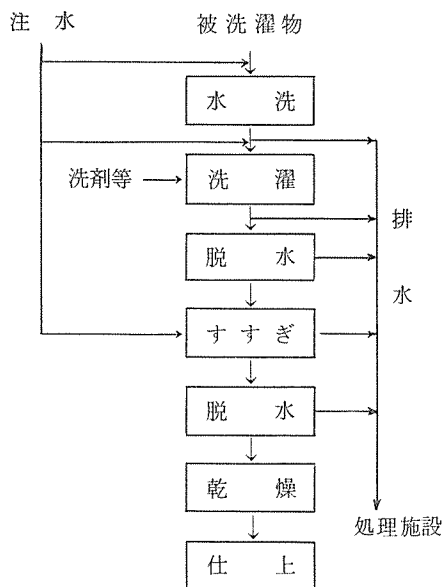 注水
被洗濯物
水洗
洗剤等
洗濯
排水
脱水
すすぎ
脱水
乾燥
処理施設
仕上